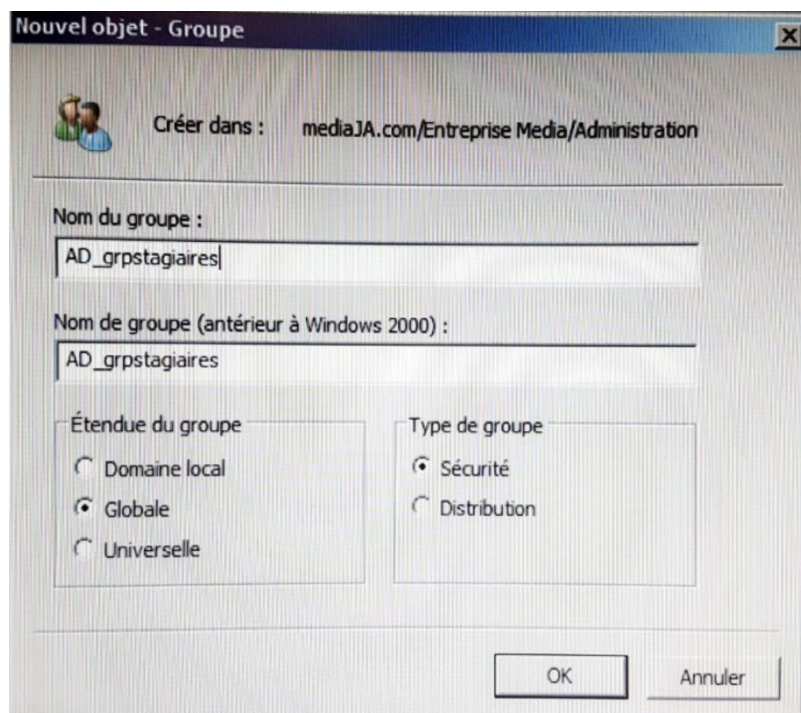 Nouvel objet - Groupe
Créer dans : mediaJA.com/Entreprise Media/Administration
Nom du groupe :
AD_grpstagiaires
Nom de groupe (antérieur à Windows 2000) :
AD_grpstagiaires
Étendue du groupe
Domaine local
Globale
Universelle
Type de groupe
Sécurité
Distribution
OK
Annuler